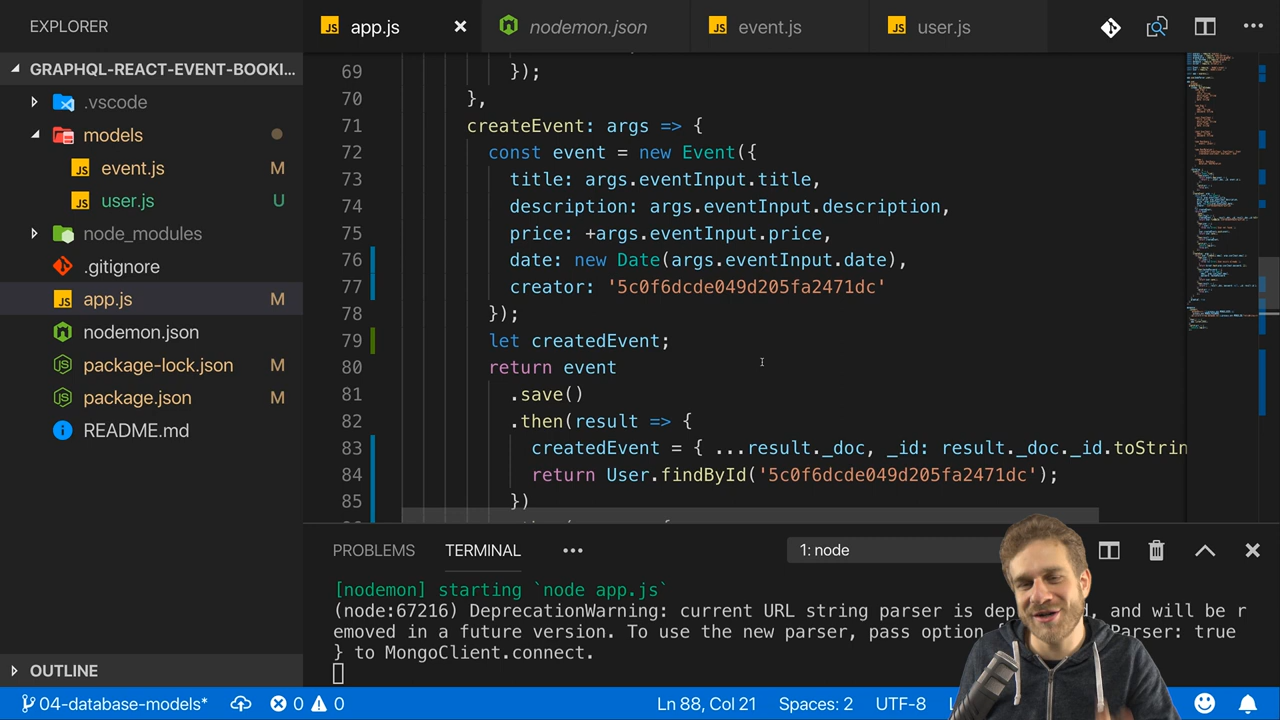 EXPLORER
app.js
nodemon.json
event.js
user.js
GRAPHQL-REACT-EVENT-BOOKI...
.vscode
models
event.js M
user.js U
node_modules
.gitignore
app.js M
nodemon.json
package-lock.json M
package.json M
README.md
OUTLINE
69 });
70 },
71 createEvent: args => {
72 const event = new Event({
73 title: args.eventInput.title,
74 description: args.eventInput.description,
75 price: +args.eventInput.price,
76 date: new Date(args.eventInput.date),
77 creator: '5c0f6dcde049d205fa2471dc'
78 });
79 let createdEvent;
80 return event
81 .save()
82 .then(result => {
83 createdEvent = { ...result._doc, _id: result._doc._id.toStrin
84 return User.findById('5c0f6dcde049d205fa2471dc');
85 })
PROBLEMS TERMINAL ••• 1: node
[nodemon] starting `node app.js`
(node:67216) DeprecationWarning: current URL string parser is dep d, and will be r
emoved in a future version. To use the new parser, pass option { Parser: true
} to MongoClient.connect.
04-database-models* 0 0 Ln 88, Col 21 Spaces: 2 UTF-8